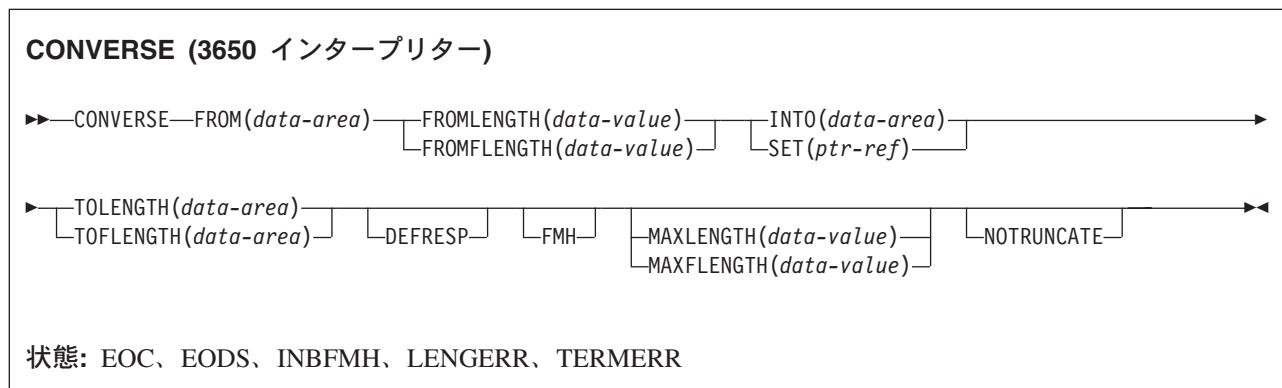 CONVERSE (3650 インタープリター)
CONVERSE FROM(data-area) FROMLENGTH(data-value) INTO(data-area)
FROMFLENGTH(data-value) SET(ptr-ref)
TOLENGTH(data-area)
TOFLENGTH(data-area) DEFRESP FMH MAXLENGTH(data-value) NOTRUNCATE
MAXFLENGTH(data-value)
状態: EOC、EODS、INBFMH、LENGERR、TERMERR